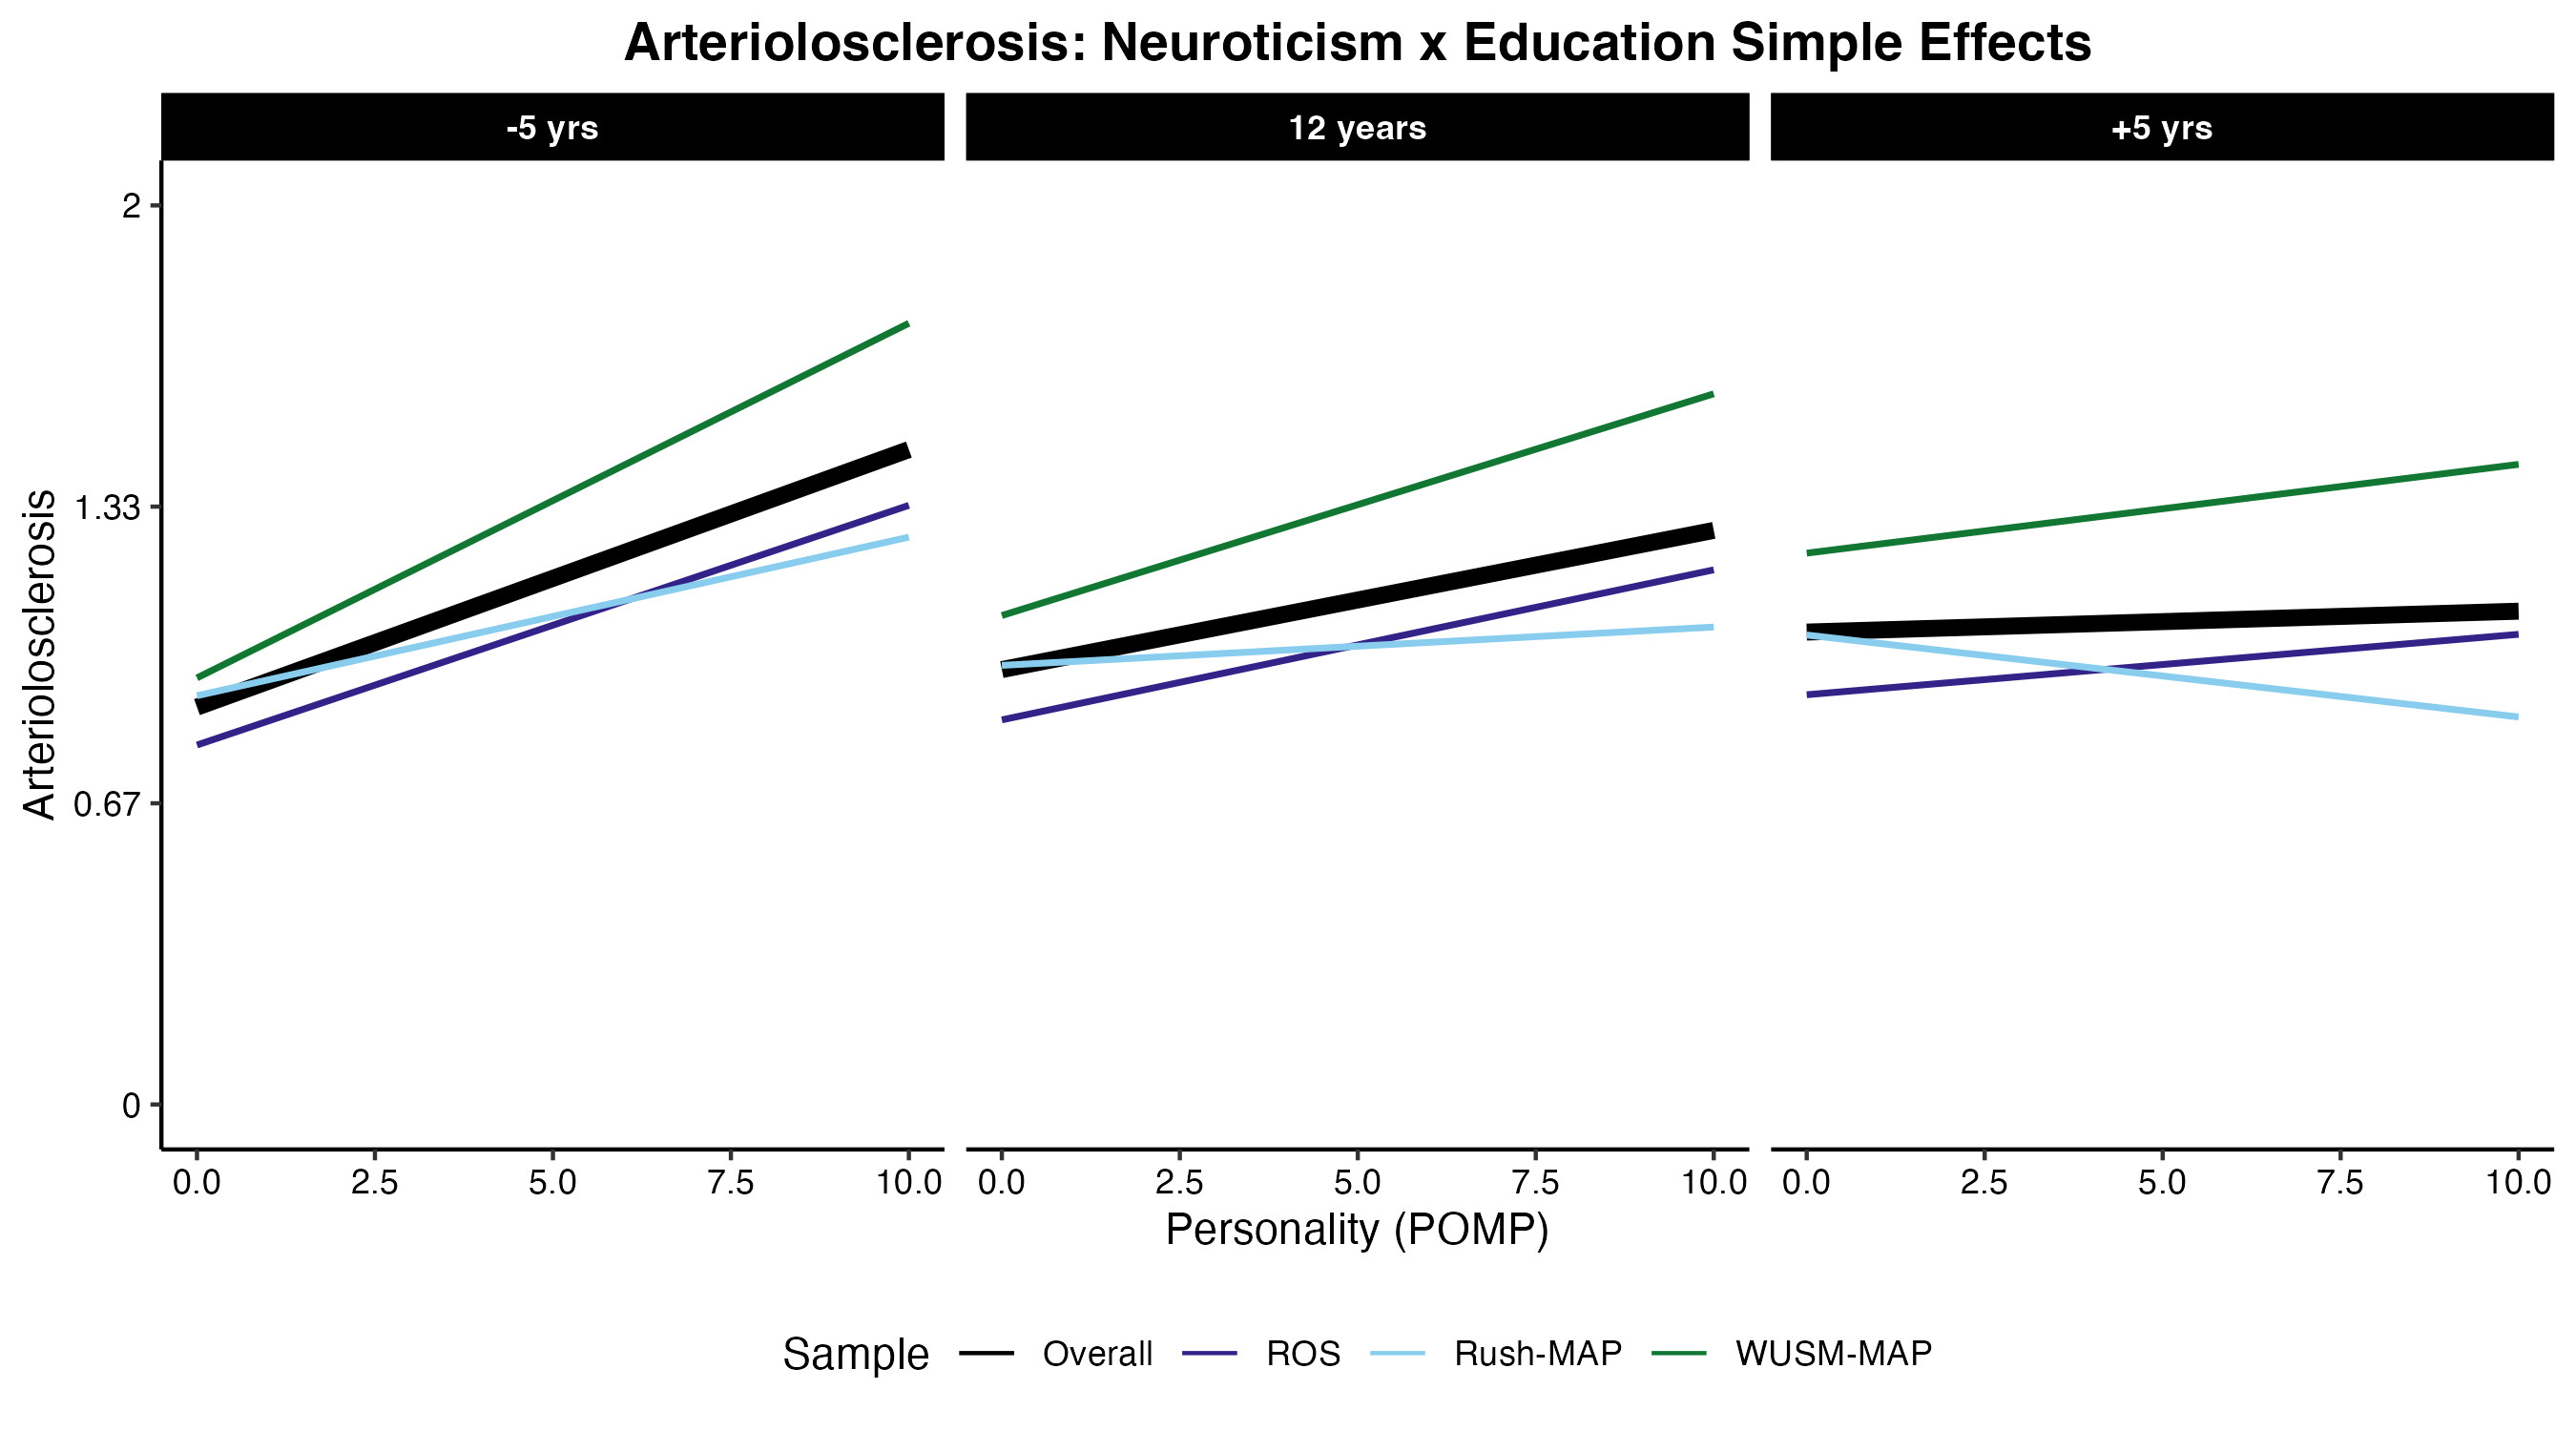 Arteriolosclerosis: Neuroticism x Education Simple Effects
-5 yrs 12 years +5 yrs
Arteriolosclerosis
2
1.33
0.67
0
0.0 2.5 5.0 7.5 10.0 0.0 2.5 5.0 7.5 10.0 0.0 2.5 5.0 7.5 10.0
Personality (POMP)
Sample Overall ROS Rush-MAP WUSM-MAP